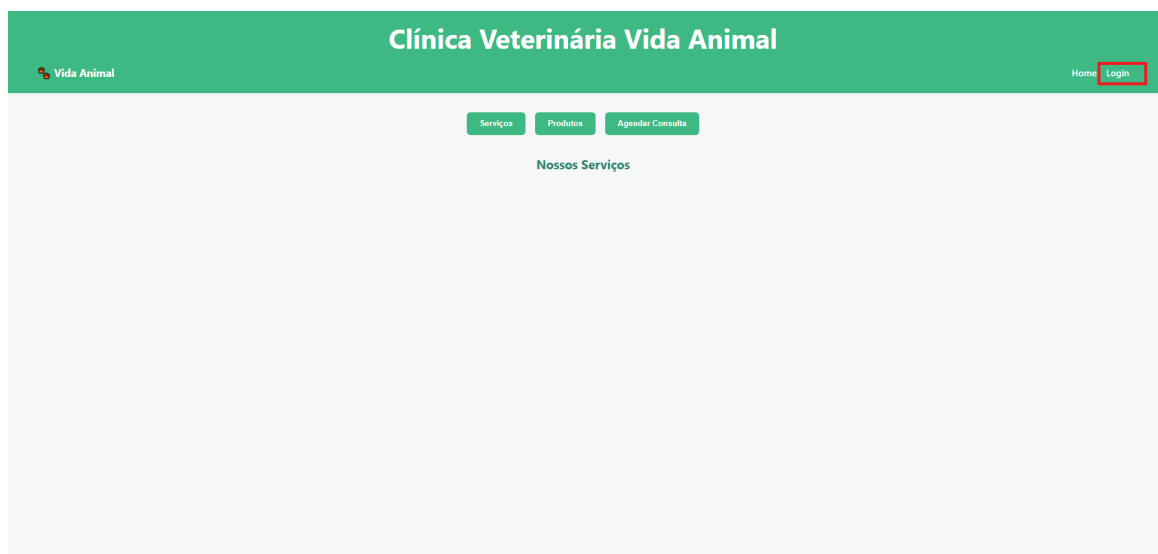 Clínica Veterinária Vida Animal
Vida Animal
Home Login
Serviços Produtos Agendar Consulta
Nossos Serviços